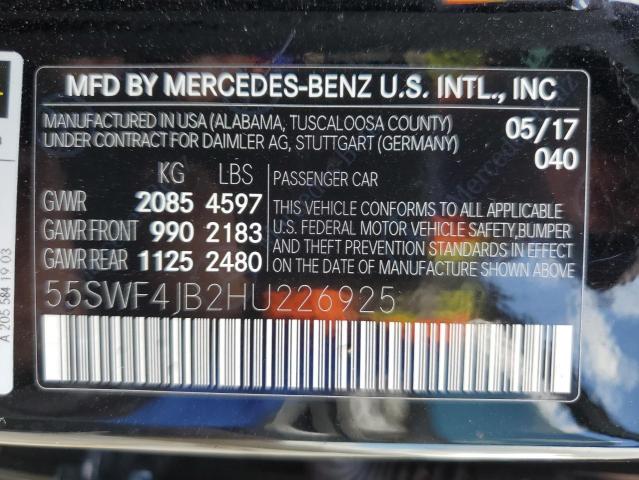 MFD BY MERCEDES-BENZ U.S. INTL., INC
MANUFACTURED IN USA (ALABAMA, TUSCALOOSA COUNTY) 05/17
UNDER CONTRACT FOR DAIMLER AG, STUTTGART (GERMANY) 040
KG LBS PASSENGER CAR
GVWR 2085 4597
GAWR FRONT 990 2183
GAWR REAR 1125 2480
THIS VEHICLE CONFORMS TO ALL APPLICABLE
U.S. FEDERAL MOTOR VEHICLE SAFETY,BUMPER
AND THEFT PREVENTION STANDARDS IN EFFECT
ON THE DATE OF MANUFACTURE SHOWN ABOVE.
55SWF4JB2HU226925
A 205 584 19 03